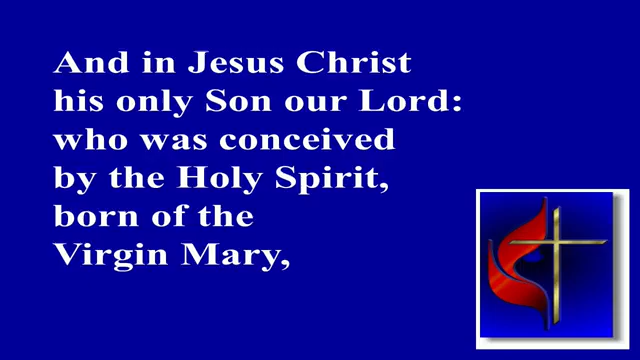 And in Jesus Christ
his only Son our Lord:
who was conceived
by the Holy Spirit,
born of the
Virgin Mary,